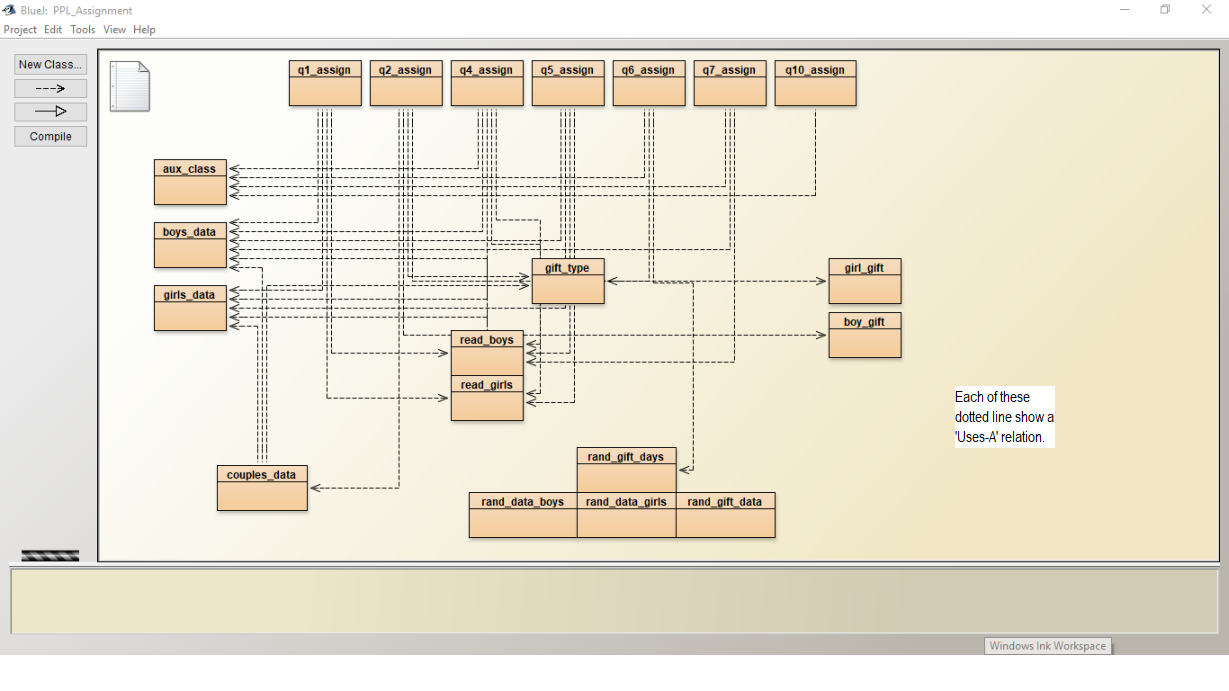 BlueJ: PPL_Assignment
Project Edit Tools View Help
New Class...
Compile
q1_assign q2_assign q4_assign q5_assign q6_assign q7_assign q10_assign
aux_class
boys_data
gift_type girl_gift
girls_data
boy_gift
read_boys
read_girls
Each of these
dotted line show a
'Uses-A' relation.
rand_gift_days
couples_data
rand_data_boys rand_data_girls rand_gift_data
Windows Ink Workspace